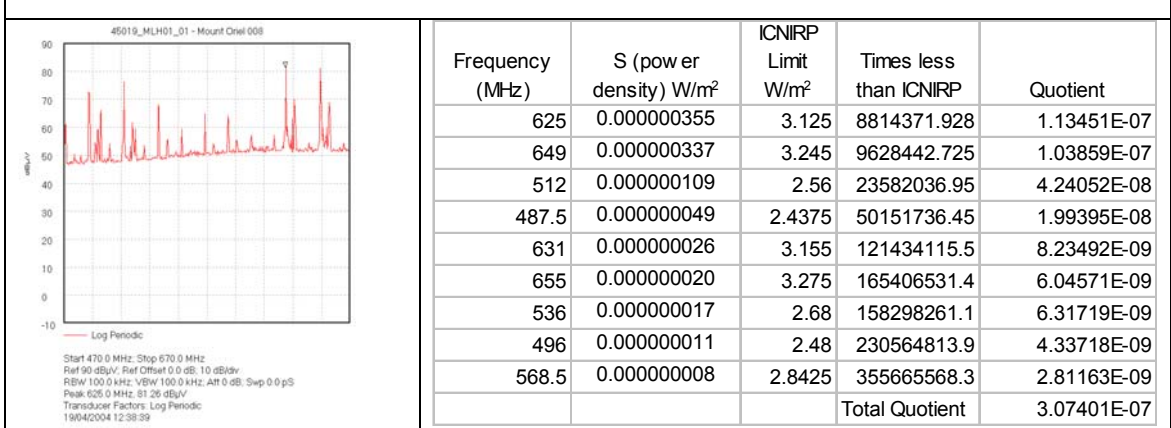 45019_MLH01_01 - Mount Oriel 008
90
80
70
60
50
40
30
20
10
0
-10
dBµV
Log Periodic
Start 470.0 MHz; Stop 670.0 MHz
Ref 90 dBµV; Ref Offset 0.0 dB; 10 dB/div
RBW 100.0 kHz; VBW 100.0 kHz; Att 0 dB; Swp 0.0 pS
Peak 625.0 MHz, 81.26 dBµV
Transducer Factors: Log Periodic
19/04/2004 12:38:39
Frequency (MHz) S (power density) W/m² ICNIRP Limit W/m² Times less than ICNIRP Quotient
625 0.000000355 3.125 8814371.928 1.13451E-07
649 0.000000337 3.245 9628442.725 1.03859E-07
512 0.000000109 2.56 23582036.95 4.24052E-08
487.5 0.000000049 2.4375 50151736.45 1.99395E-08
631 0.000000026 3.155 121434115.5 8.23492E-09
655 0.000000020 3.275 165406531.4 6.04571E-09
536 0.000000017 2.68 158298261.1 6.31719E-09
496 0.000000011 2.48 230564813.9 4.33718E-09
568.5 0.000000008 2.8425 355665568.3 2.81163E-09
Total Quotient 3.07401E-07